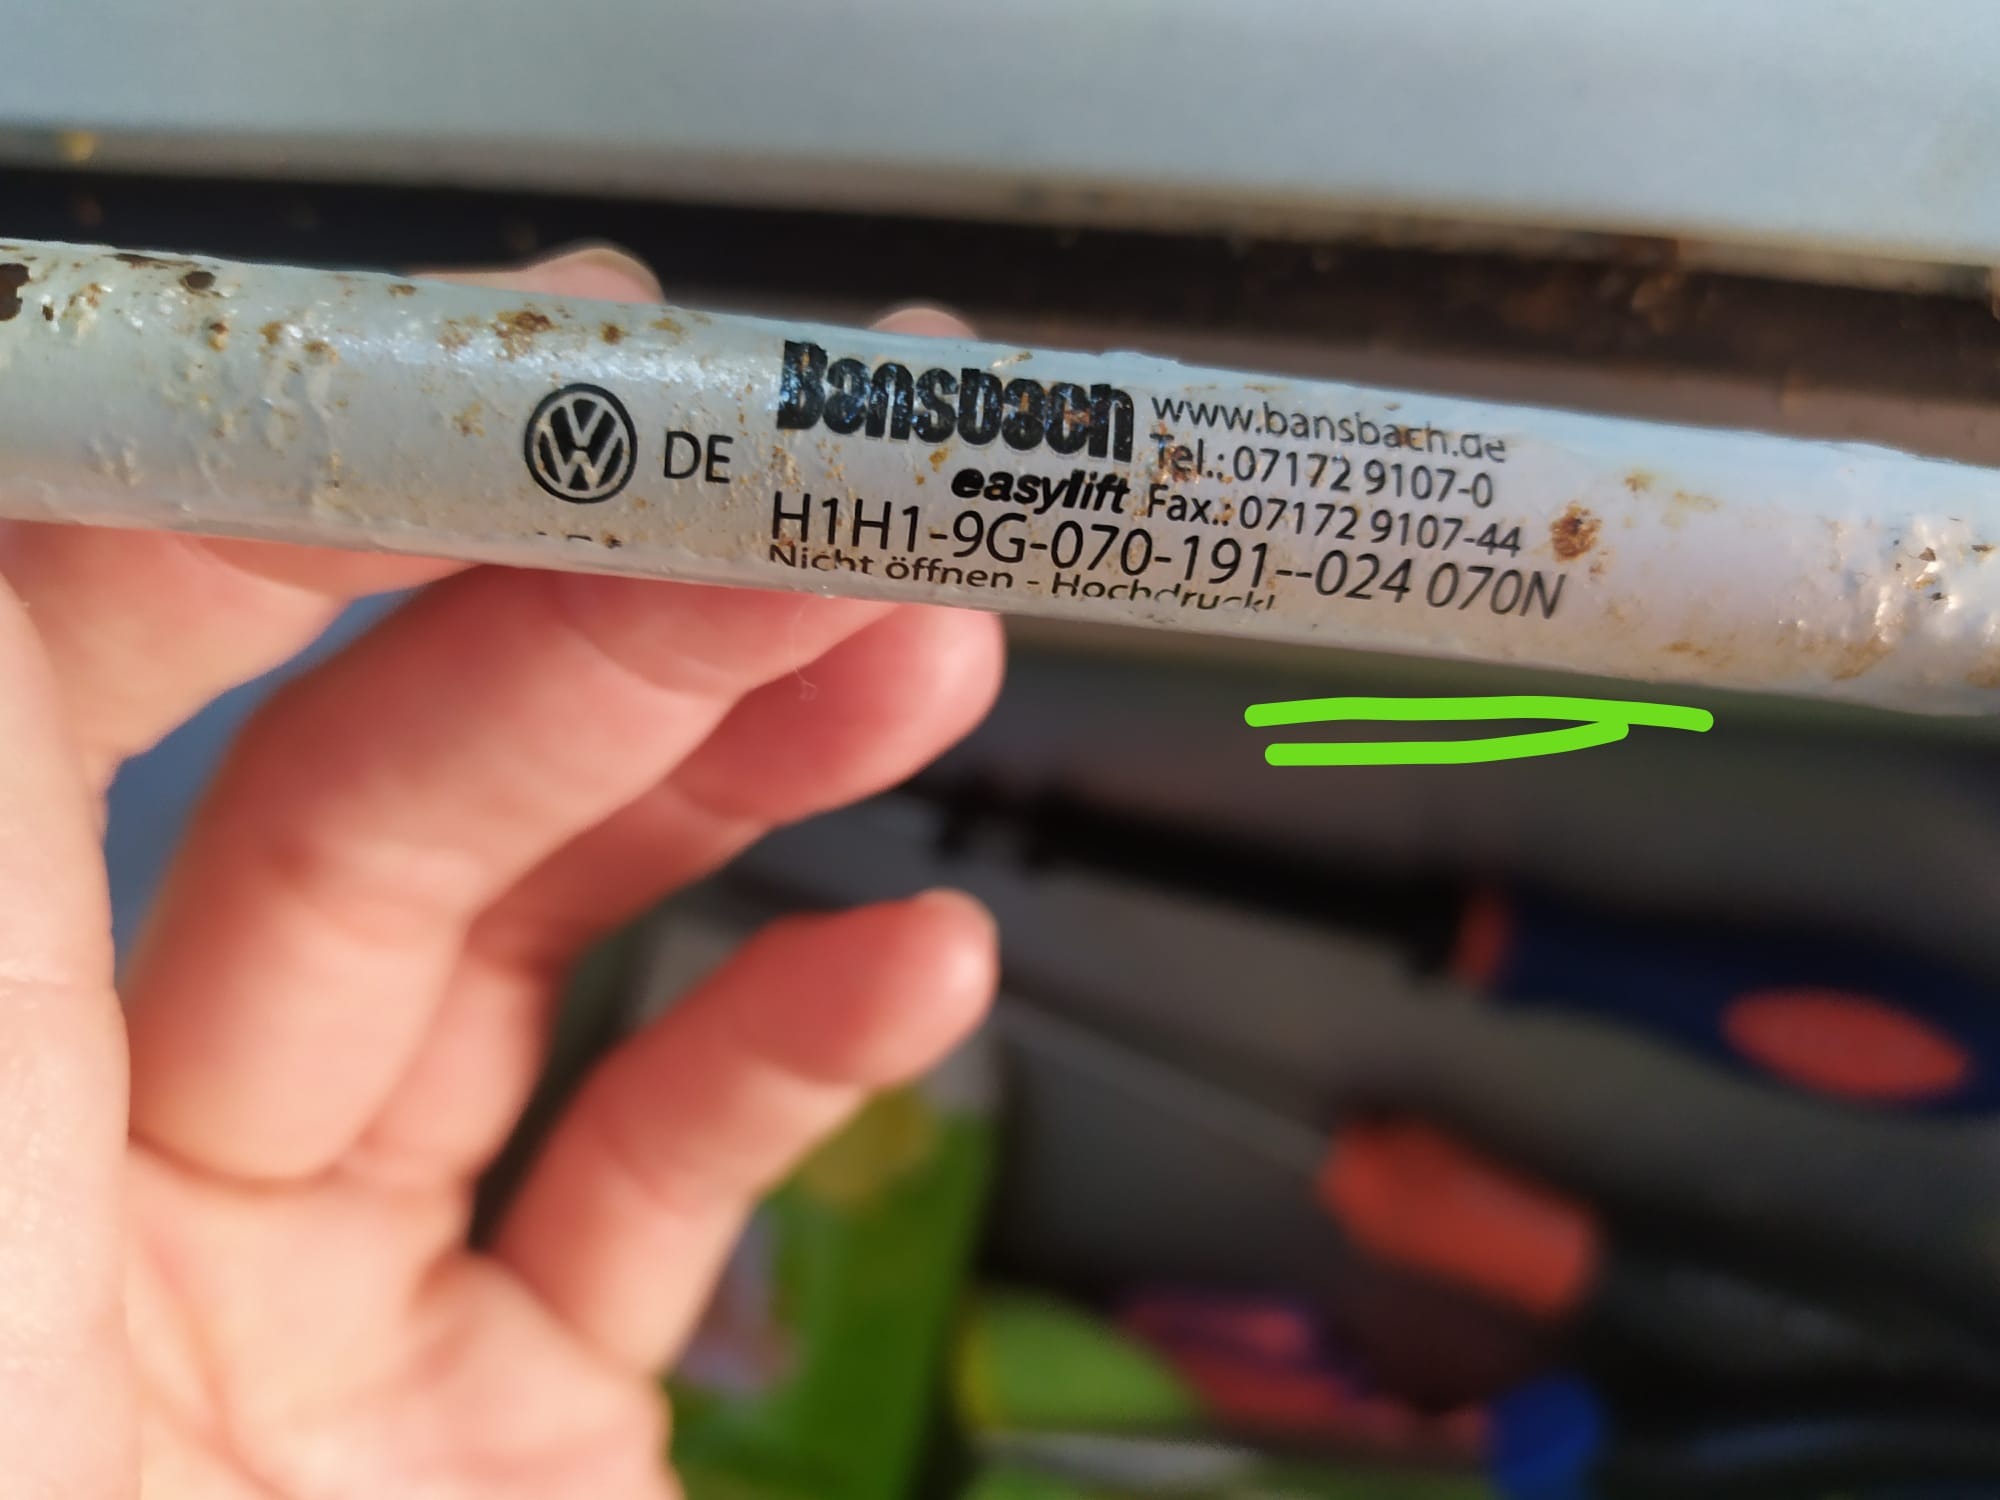 DE
Bansbach
easylift
www.bansbach.de
Tel.: 07172 9107-0
Fax.: 07172 9107-44
H1H1-9G-070-191--024 070N
Nicht öffnen - Hochdruck!